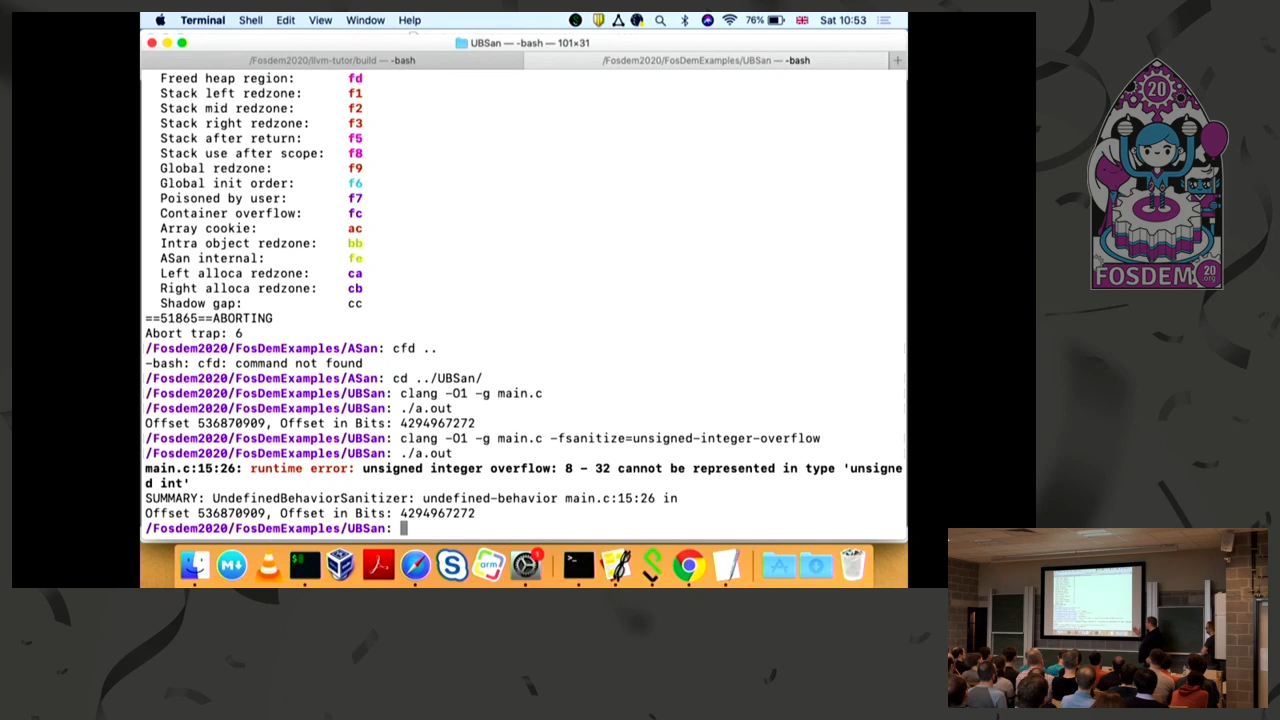 Terminal Shell Edit View Window Help 76% Sat 10:53
UBSan — -bash — 101×31
/Fosdem2020/llvm-tutor/build — -bash /Fosdem2020/FosDemExamples/UBSan — -bash +
Freed heap region: fd
Stack left redzone: f1
Stack mid redzone: f2
Stack right redzone: f3
Stack after return: f5
Stack use after scope: f8
Global redzone: f9
Global init order: f6
Poisoned by user: f7
Container overflow: fc
Array cookie: ac
Intra object redzone: bb
ASan internal: fe
Left alloca redzone: ca
Right alloca redzone: cb
Shadow gap: cc
==51865==ABORTING
Abort trap: 6
/Fosdem2020/FosDemExamples/ASan: cfd ..
-bash: cfd: command not found
/Fosdem2020/FosDemExamples/ASan: cd ../UBSan/
/Fosdem2020/FosDemExamples/UBSan: clang -O1 -g main.c
/Fosdem2020/FosDemExamples/UBSan: ./a.out
Offset 536870909, Offset in Bits: 4294967272
/Fosdem2020/FosDemExamples/UBSan: clang -O1 -g main.c -fsanitize=unsigned-integer-overflow
/Fosdem2020/FosDemExamples/UBSan: ./a.out
main.c:15:26: runtime error: unsigned integer overflow: 8 - 32 cannot be represented in type 'unsigne
d int'
SUMMARY: UndefinedBehaviorSanitizer: undefined-behavior main.c:15:26 in
Offset 536870909, Offset in Bits: 4294967272
/Fosdem2020/FosDemExamples/UBSan:
M
arm
1
20
FOSDEM 20
.org